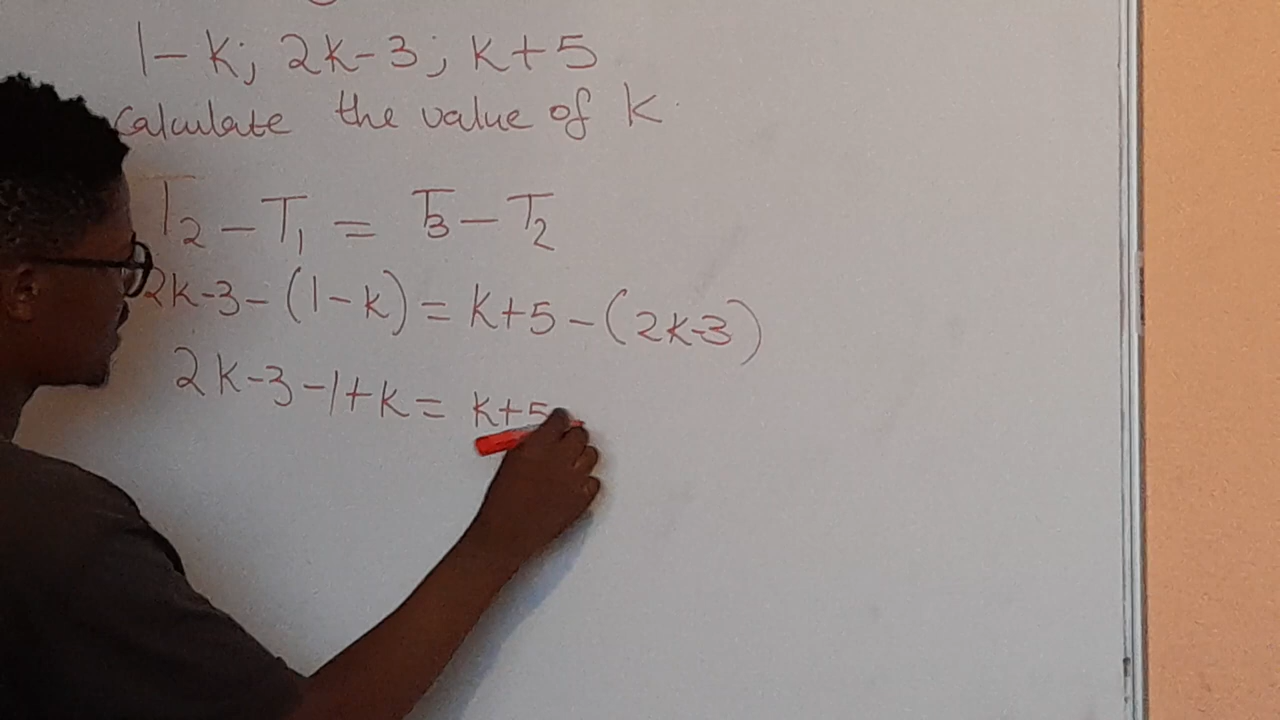 1-k; 2k-3; k+5
Calculate the value of k.
T2-T1 = T3-T2
2k-3-(1-k)=k+5-(2k-3)
2k-3-1+k= k+5